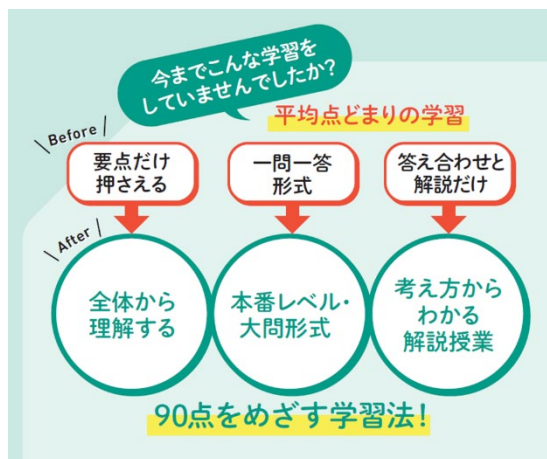 今までこんな学習を
していませんでしたか?
平均点どまりの学習
Before
要点だけ
押さえる
一問一答
形式
答え合わせと
解説だけ
After
全体から
理解する
本番レベル・
大問形式
考え方から
わかる
解説授業
90点をめざす学習法!